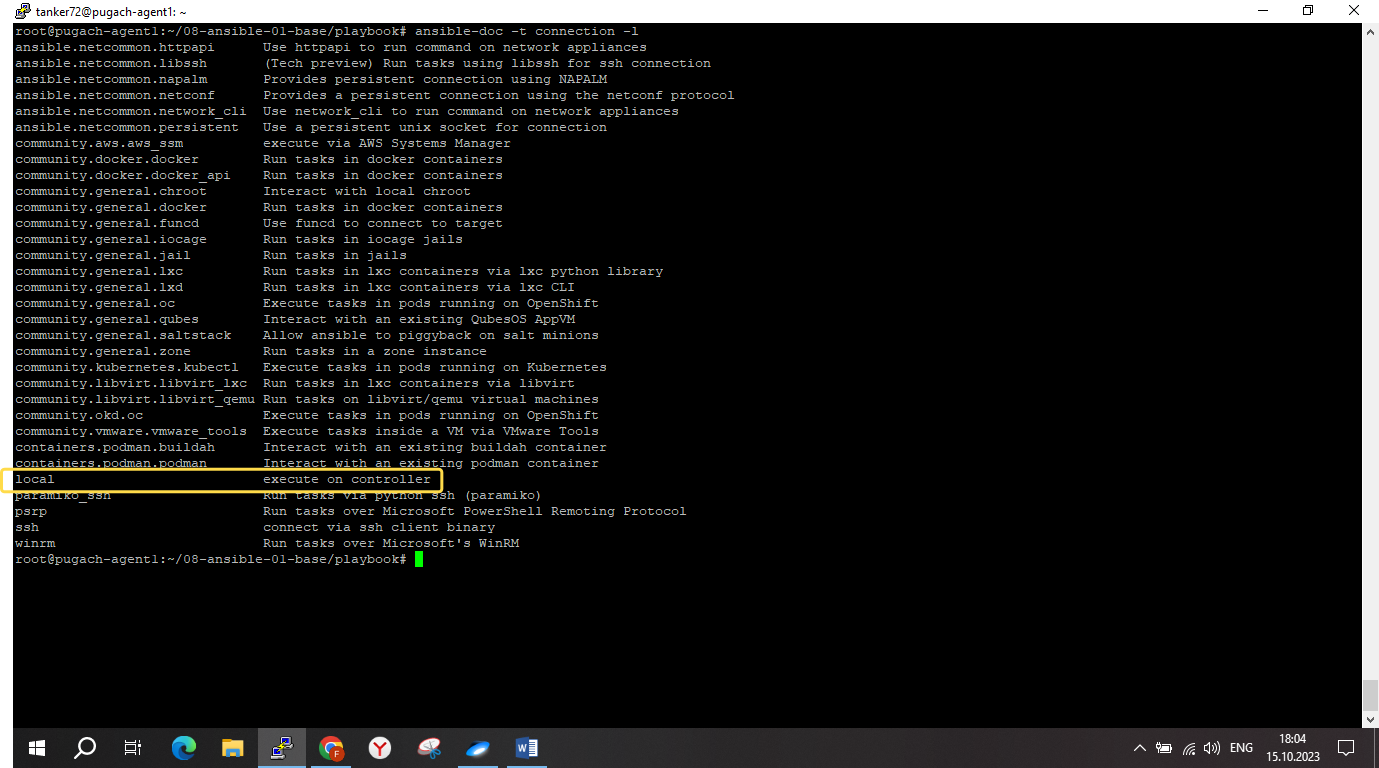 tanker72@pugach-agent1: ~
root@pugach-agent1:~/08-ansible-01-base/playbook# ansible-doc -t connection -l
ansible.netcommon.httpapi      Use httpapi to run command on network appliances
ansible.netcommon.libssh       (Tech preview) Run tasks using libssh for ssh connection
ansible.netcommon.napalm       Provides persistent connection using NAPALM
ansible.netcommon.netconf      Provides a persistent connection using the netconf protocol
ansible.netcommon.network_cli  Use network_cli to run command on network appliances
ansible.netcommon.persistent   Use a persistent unix socket for connection
community.aws.aws_ssm          execute via AWS Systems Manager
community.docker.docker        Run tasks in docker containers
community.docker.docker_api    Run tasks in docker containers
community.general.chroot       Interact with local chroot
community.general.docker       Run tasks in docker containers
community.general.funcd        Use funcd to connect to target
community.general.iocage       Run tasks in iocage jails
community.general.jail         Run tasks in jails
community.general.lxc          Run tasks in lxc containers via lxc python library
community.general.lxd          Run tasks in lxc containers via lxc CLI
community.general.oc           Execute tasks in pods running on OpenShift
community.general.qubes        Interact with an existing QubesOS AppVM
community.general.saltstack    Allow ansible to piggyback on salt minions
community.general.zone         Run tasks in a zone instance
community.kubernetes.kubectl   Execute tasks in pods running on Kubernetes
community.libvirt.libvirt_lxc  Run tasks in lxc containers via libvirt
community.libvirt.libvirt_qemu Run tasks on libvirt/qemu virtual machines
community.okd.oc               Execute tasks in pods running on OpenShift
community.vmware.vmware_tools  Execute tasks inside a VM via VMware Tools
containers.podman.buildah      Interact with an existing buildah container
containers.podman.podman       Interact with an existing podman container
local                          execute on controller
paramiko_ssh                   Run tasks via python ssh (paramiko)
psrp                           Run tasks over Microsoft PowerShell Remoting Protocol
ssh                            connect via ssh client binary
winrm                          Run tasks over Microsoft's WinRM
root@pugach-agent1:~/08-ansible-01-base/playbook#
ENG
18:04
15.10.2023